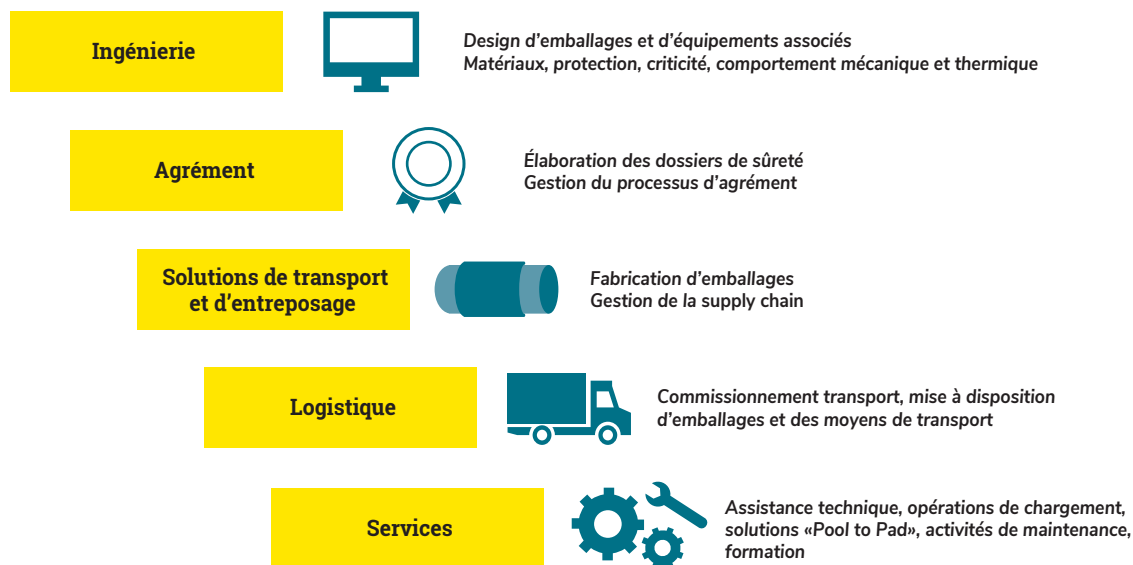 Ingénierie
Design d’emballages et d’équipements associés
Matériaux, protection, criticité, comportement mécanique et thermique
Agrément
Élaboration des dossiers de sûreté
Gestion du processus d’agrément
Solutions de transport
et d’entreposage
Fabrication d’emballages
Gestion de la supply chain
Logistique
Commissionnement transport, mise à disposition
d’emballages et des moyens de transport
Services
Assistance technique, opérations de chargement,
solutions «Pool to Pad», activités de maintenance,
formation